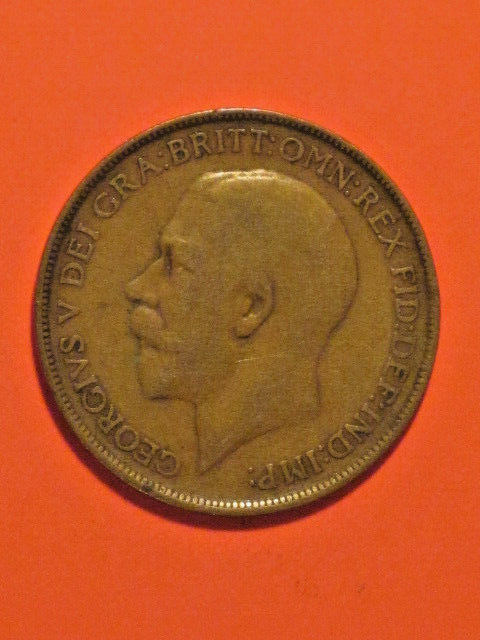 GEORGIVS V DEI GRA:BRITT:OMN:REX FID:DEF:IND:IMP: